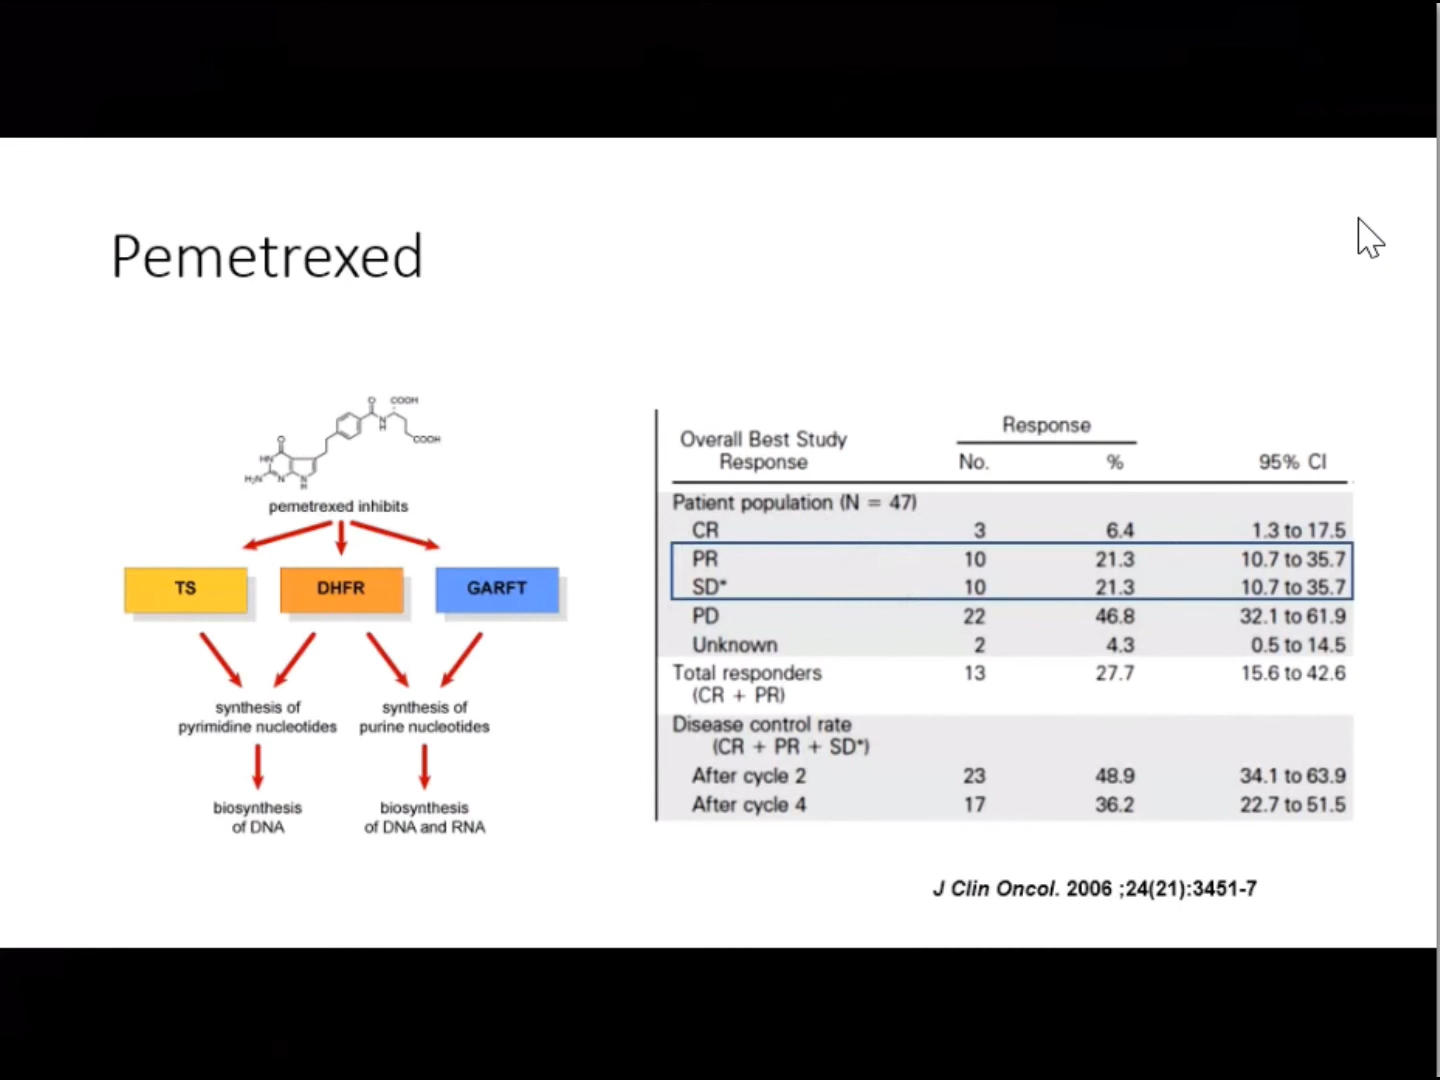 Pemetrexed
O
COOH
N
H
COOH
O
HN
H₂N
N
N
H
pemetrexed inhibits
TS
DHFR
GARFT
synthesis of
pyrimidine nucleotides
synthesis of
purine nucleotides
biosynthesis
of DNA
biosynthesis
of DNA and RNA
Response
Overall Best Study
Response
No.
%
95% CI
Patient population (N = 47)
CR 3 6.4 1.3 to 17.5
PR 10 21.3 10.7 to 35.7
SD* 10 21.3 10.7 to 35.7
PD 22 46.8 32.1 to 61.9
Unknown 2 4.3 0.5 to 14.5
Total responders 13 27.7 15.6 to 42.6
(CR + PR)
Disease control rate
(CR + PR + SD*)
After cycle 2 23 48.9 34.1 to 63.9
After cycle 4 17 36.2 22.7 to 51.5
J Clin Oncol. 2006 ;24(21):3451-7